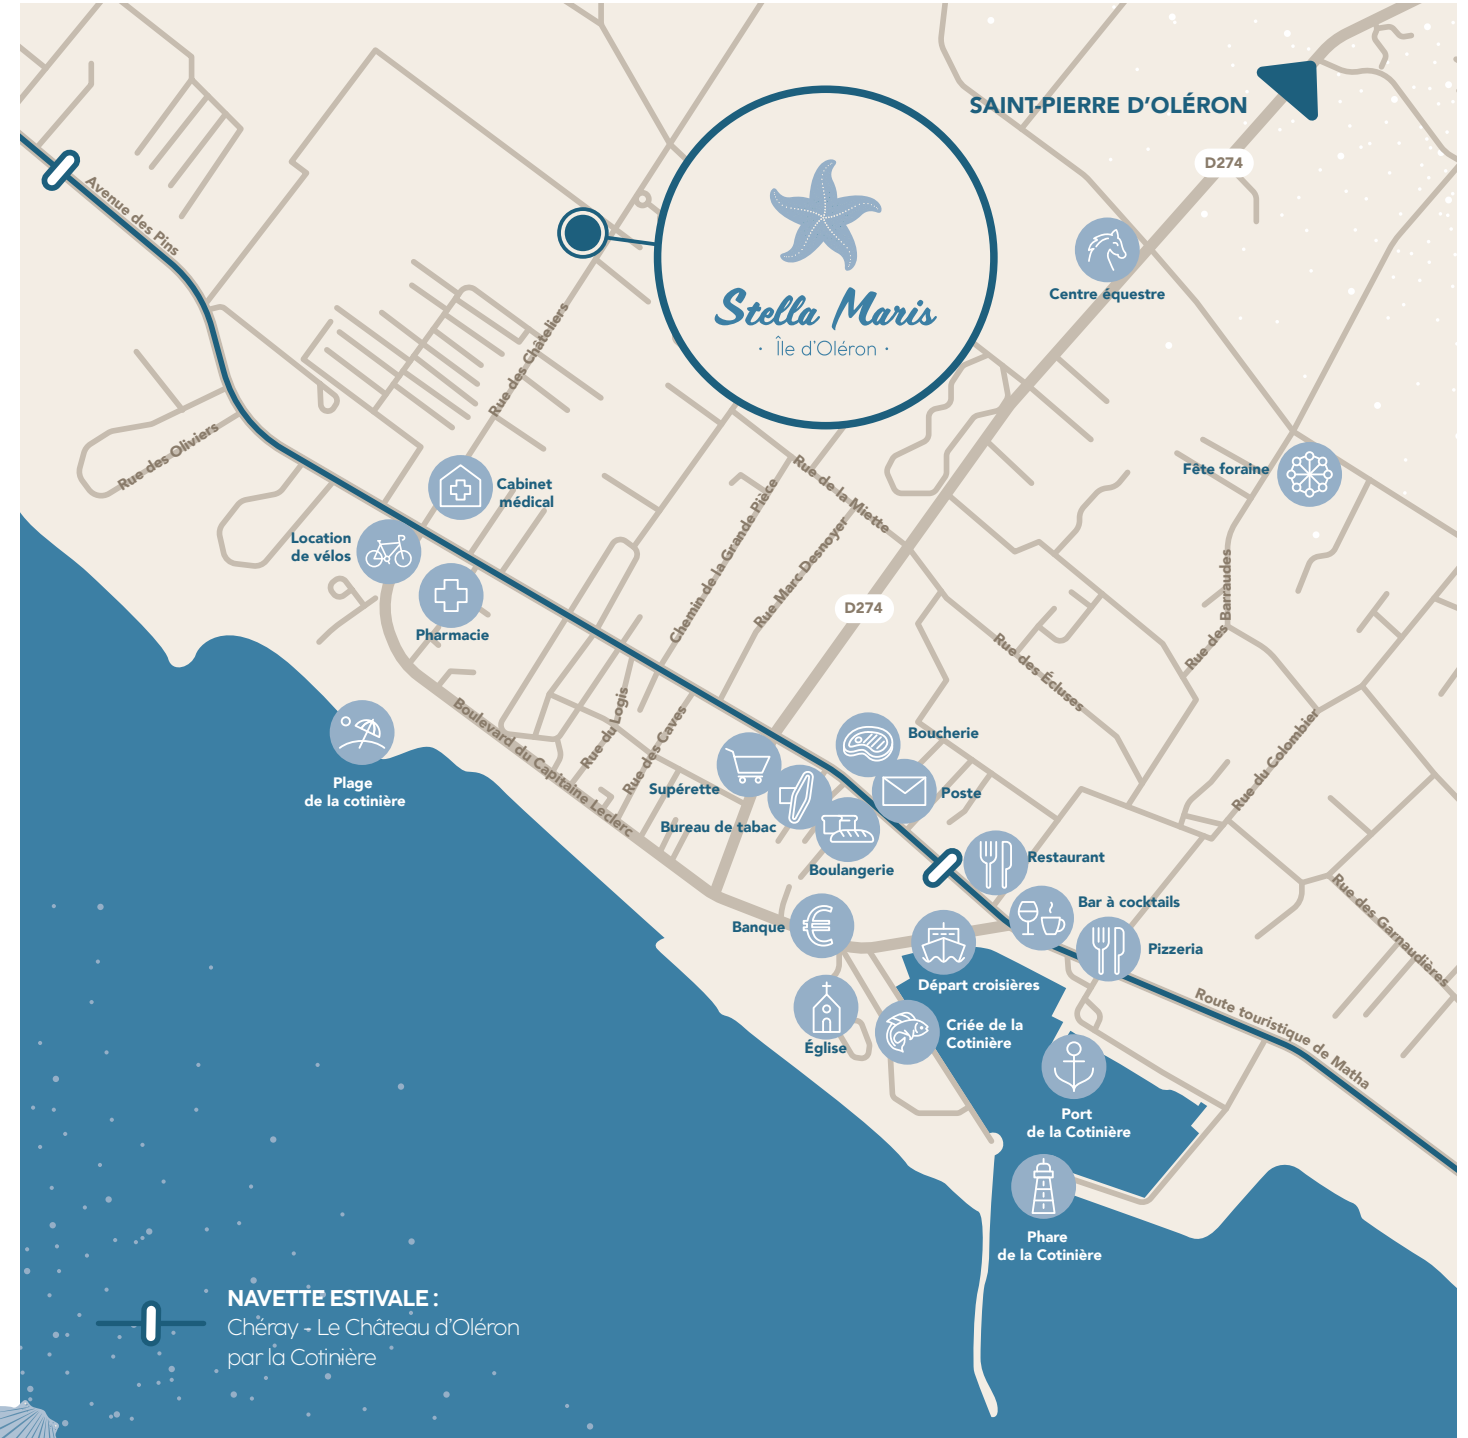 SAINT-PIERRE D'OLÉRON
D274
Stella Maris
· Île d'Oléron ·
Avenue des Pins
Centre équestre
Rue des Châteliers
Rue des Oliviers
Fête foraine
Rue de la Miette
Cabinet
médical
Chemin de la Grande Pièce
Rue Marc Desnoyer
Location
de vélos
Rue des Barraudes
D274
Pharmacie
Rue des Écluses
Rue du Logis
Rue des Caves
Boulevard du Capitaine Leclerc
Boucherie
Rue du Colombier
Plage
de la cotinière
Supérette
Poste
Bureau de tabac
Restaurant
Boulangerie
Bar à cocktails
Rue des Garnaudières
Banque
Pizzeria
Départ croisières
Route touristique de Matha
Criée de la
Cotinière
Église
Port
de la Cotinière
Phare
de la Cotinière
NAVETTE ESTIVALE :
Chéray - Le Château d'Oléron
par la Cotinière